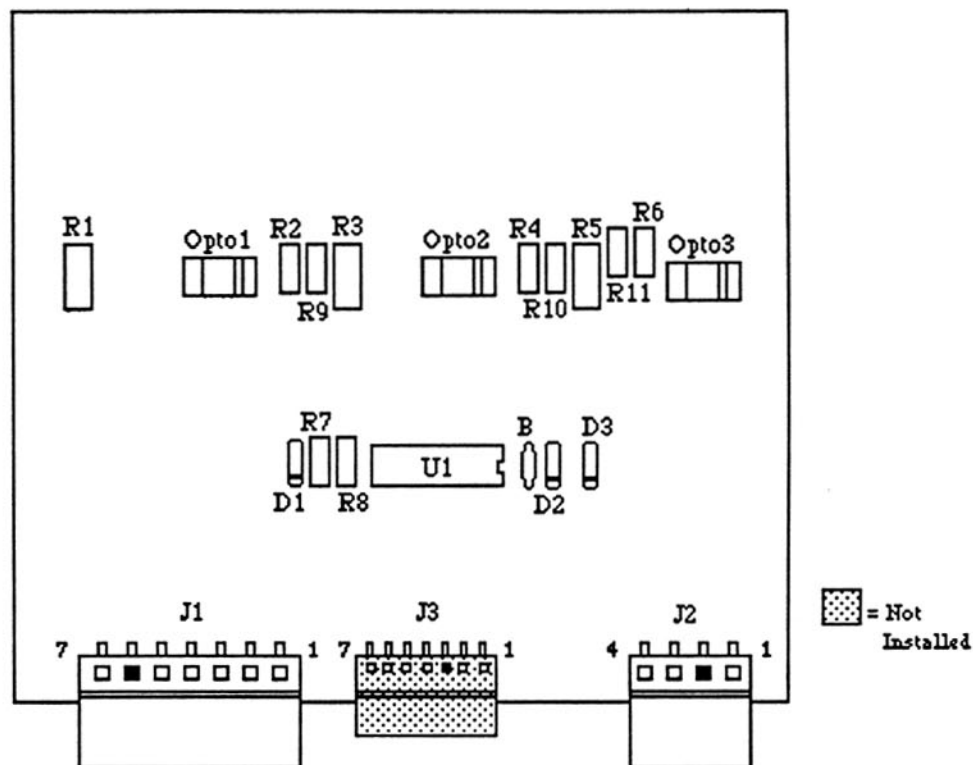 R1
Opto1
R2
R3
R9
Opto2
R4
R5
R10
R6
R11
Opto3
R7
D1
R8
U1
B
D2
D3
J1
7
1
J3
7
1
J2
4
1
= Not
Installed